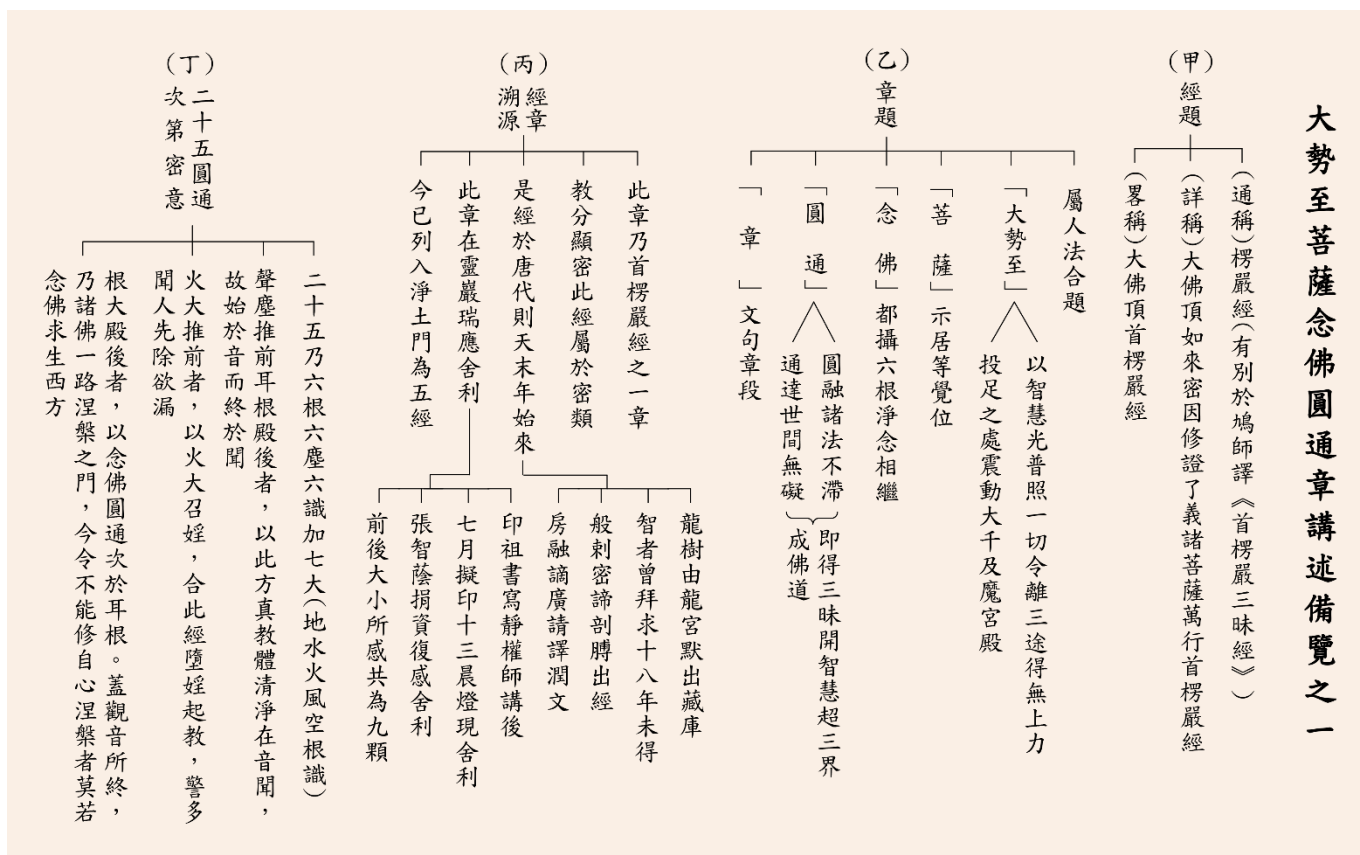 大勢至菩薩念佛圓通章講述備覽之一
(甲)
經題
(通稱)楞嚴經(有別於鳩師譯《首楞嚴三昧經》)
(詳稱)大佛頂如來密因修證了義諸菩薩萬行首楞嚴經
(畧稱)大佛頂首楞嚴經
(乙)
章題
屬人法合題
「大勢至」
以智慧光普照一切令離三途得無上力
投足之處震動大千及魔宮殿
「菩薩」示居等覺位
「念佛」都攝六根淨念相繼
「圓通」
圓融諸法不滯
通達世間無礙
即得三昧開智慧超三界
成佛道
「章」文句章段
(丙)
經章
溯源
此章乃首楞嚴經之一章
教分顯密此經屬於密類
是經於唐代則天末年始來
龍樹由龍宮默出藏庫
智者曾拜求十八年未得
般剌密諦剖膊出經
房融謫廣請譯潤文
此章在靈巖瑞應舍利
印祖書寫靜權師講後
七月擬印十三晨燈現舍利
張智蔭捐資復感舍利
前後大小所感共為九顆
今已列入淨土門為五經
(丁)
二十五圓通
次第密意
二十五乃六根六塵六識加七大(地水火風空根識)
聲塵推前耳根殿後者，以此方真教體清淨在音聞，
故始於音而終於聞
火大推前者，以火大召婬，合此經墮婬起教，警多
聞人先除欲漏
根大殿後者，以念佛圓通次於耳根。蓋觀音所終，
乃諸佛一路涅槃之門，今令不能修自心涅槃者莫若
念佛求生西方